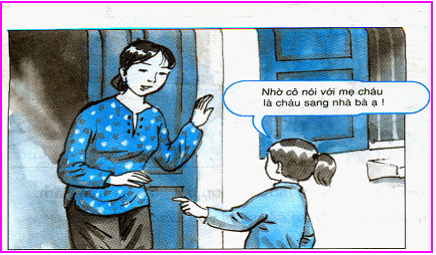 Nhờ cô nói với mẹ cháu
là cháu sang nhà bà ạ !